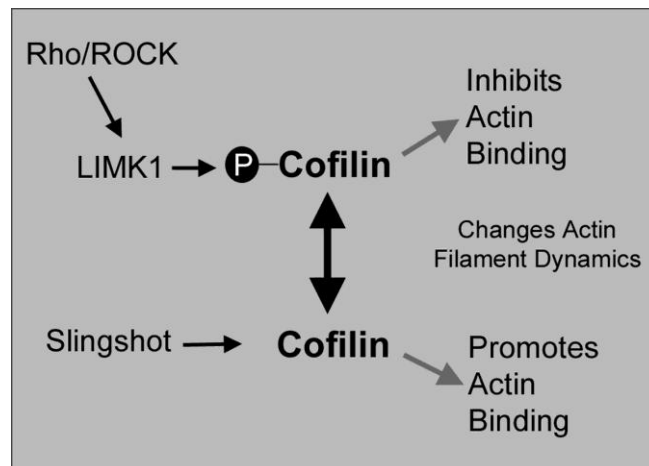 Rho/ROCK
Inhibits
Actin
Binding
LIMK1
P
Cofilin
Changes Actin
Filament Dynamics
Slingshot
Cofilin
Promotes
Actin
Binding